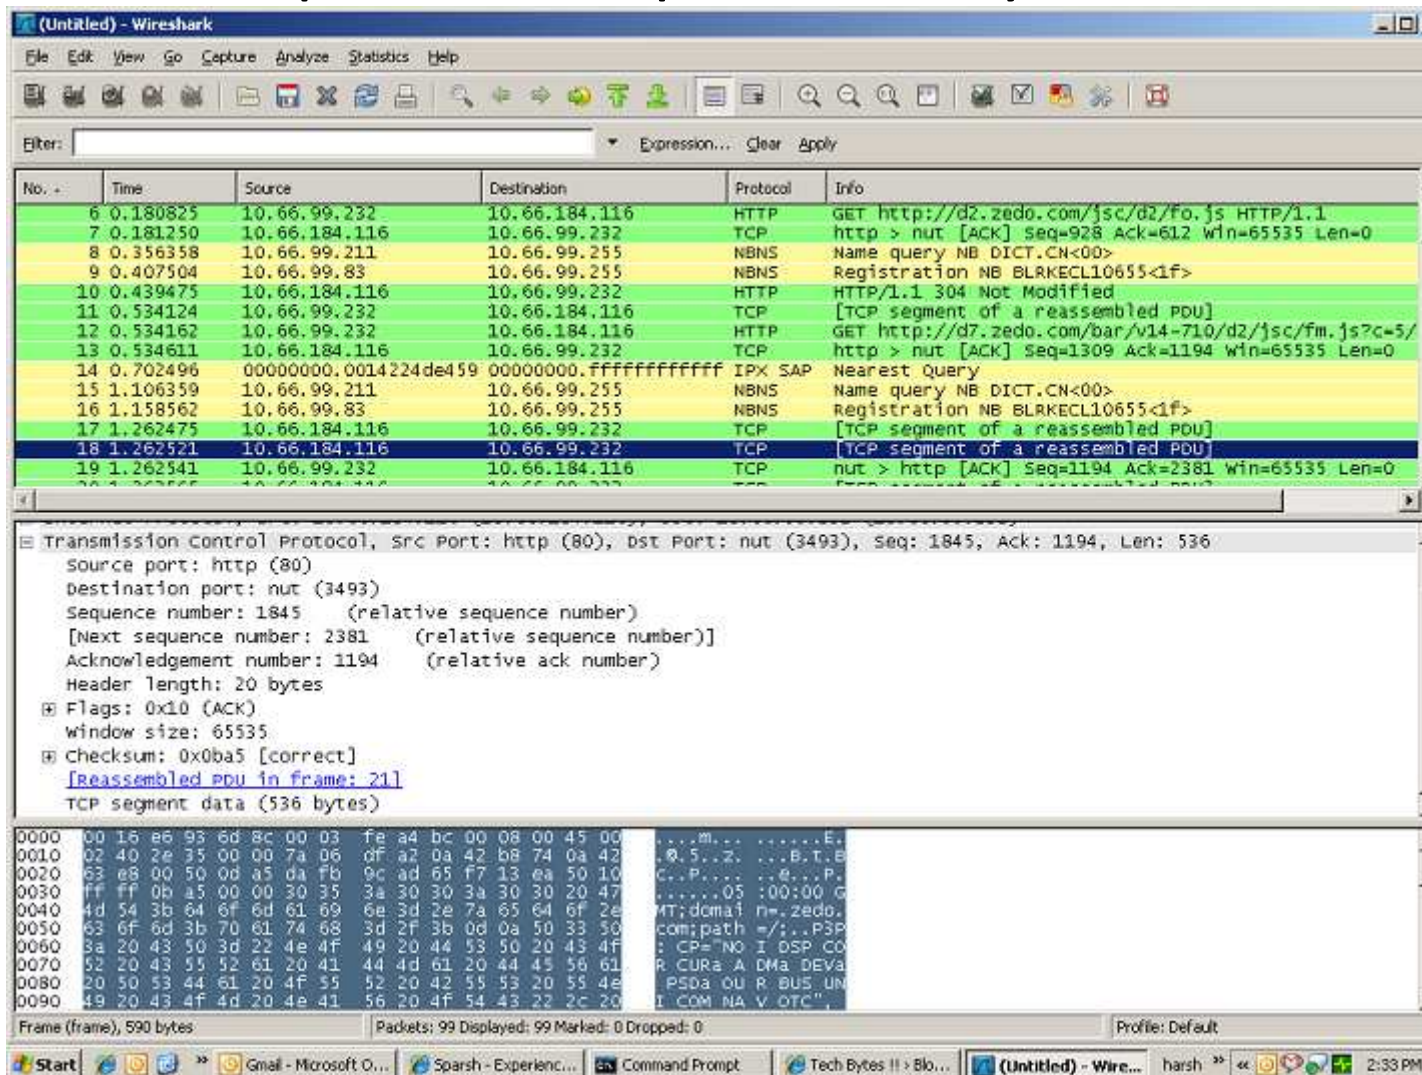 (Untitled) - Wireshark
File Edit View Go Capture Analyze Statistics Help
Filter: Expression... Clear Apply
No. Time Source Destination Protocol Info
6 0.180825 10.66.99.232 10.66.184.116 HTTP GET http://d2.zedo.com/jsc/d2/fo.js HTTP/1.1
7 0.181250 10.66.184.116 10.66.99.232 TCP http > nut [ACK] Seq=928 Ack=612 Win=65535 Len=0
8 0.356358 10.66.99.211 10.66.99.255 NBNS Name query NB DICT.CN<00>
9 0.407504 10.66.99.83 10.66.99.255 NBNS Registration NB BLRKECL10655<1f>
10 0.439475 10.66.184.116 10.66.99.232 HTTP HTTP/1.1 304 Not Modified
11 0.534124 10.66.99.232 10.66.184.116 TCP [TCP segment of a reassembled PDU]
12 0.534162 10.66.99.232 10.66.184.116 HTTP GET http://d7.zedo.com/bar/v14-710/d2/jsc/fm.js?c=5/
13 0.534611 10.66.184.116 10.66.99.232 TCP http > nut [ACK] Seq=1309 Ack=1194 Win=65535 Len=0
14 0.702496 00000000.0014224de459 00000000.ffffffffffff IPX SAP Nearest Query
15 1.106359 10.66.99.211 10.66.99.255 NBNS Name query NB DICT.CN<00>
16 1.158562 10.66.99.83 10.66.99.255 NBNS Registration NB BLRKECL10655<1f>
17 1.262475 10.66.184.116 10.66.99.232 TCP [TCP segment of a reassembled PDU]
18 1.262521 10.66.184.116 10.66.99.232 TCP [TCP segment of a reassembled PDU]
19 1.262541 10.66.99.232 10.66.184.116 TCP nut > http [ACK] Seq=1194 Ack=2381 Win=65535 Len=0
Transmission Control Protocol, Src Port: http (80), Dst Port: nut (3493), Seq: 1845, Ack: 1194, Len: 536
Source port: http (80)
Destination port: nut (3493)
Sequence number: 1845 (relative sequence number)
[Next sequence number: 2381 (relative sequence number)]
Acknowledgement number: 1194 (relative ack number)
Header length: 20 bytes
Flags: 0x10 (ACK)
Window size: 65535
Checksum: 0x0ba5 [correct]
[Reassembled PDU in frame: 21]
TCP segment data (536 bytes)
0000 00 16 e6 93 6d 8c 00 03 fe a4 bc 00 08 00 45 00 ....m... ......E.
0010 02 40 2e 35 00 00 7a 06 df a2 0a 42 b8 74 0a 42 .@.5..z. ...B.t.B
0020 63 e8 00 50 0d a5 da fb 9c ad 65 f7 13 ea 50 10 c..P.... ..e...P.
0030 ff ff 0b a5 00 00 30 35 3a 30 30 3a 30 30 20 47 ......05 :00:00 G
0040 4d 54 3b 64 6f 6d 61 69 6e 3d 2e 7a 65 64 6f 2e MT;domai n=.zedo.
0050 63 6f 6d 3b 70 61 74 68 3d 2f 3b 0d 0a 50 33 50 com;path =/;..P3P
0060 3a 20 43 50 3d 22 4e 4f 49 20 44 53 50 20 43 4f : CP="NO I DSP CO
0070 52 20 43 55 52 61 20 41 44 4d 61 20 44 45 56 61 R CURa A DMa DEVa
0080 20 50 53 44 61 20 4f 55 52 20 42 55 53 20 55 4e PSDa OU R BUS UN
0090 49 20 43 4f 4d 20 4e 41 56 20 4f 54 43 22 2c 20 I COM NA V OTC",
Frame (frame), 590 bytes Packets: 99 Displayed: 99 Marked: 0 Dropped: 0 Profile: Default
Start Gmail - Microsoft O... Sparsh - Experienc... Command Prompt Tech Bytes !! > Blo... (Untitled) - Wire... harsh 2:33 PM